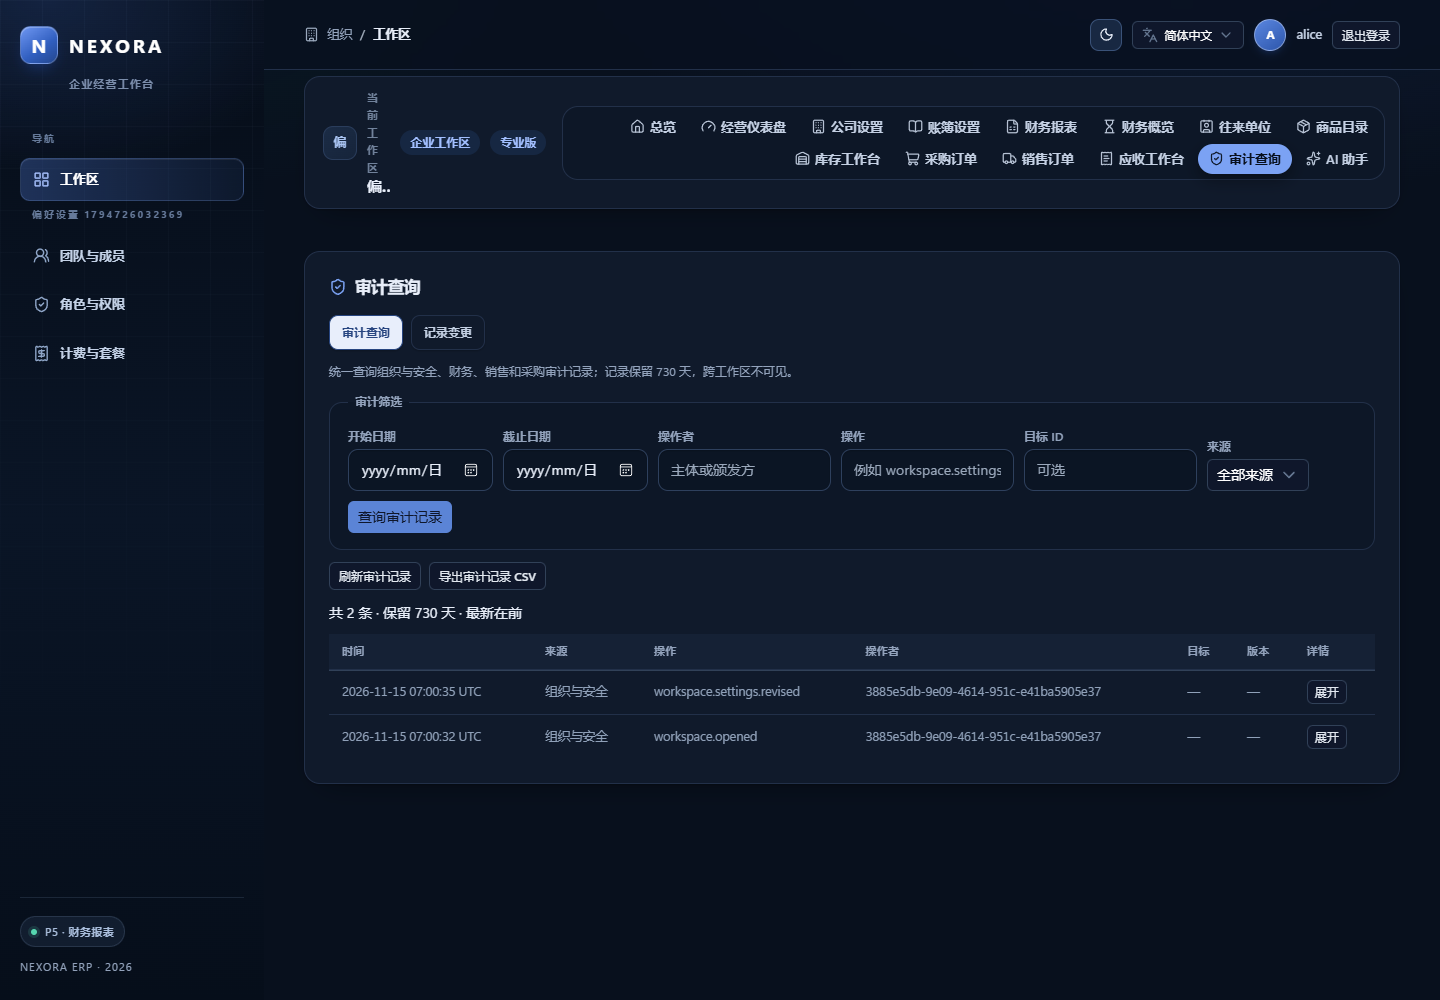 N NEXORA
企业经营工作台
导航
工作区
偏好设置 1794726032369
团队与成员
角色与权限
计费与套餐
P5 · 财务报表
NEXORA ERP · 2026
组织 / 工作区
简体中文
A
alice
退出登录
偏
当前工作区
偏..
企业工作区
专业版
总览
经营仪表盘
公司设置
账簿设置
财务报表
财务概览
往来单位
商品目录
库存工作台
采购订单
销售订单
应收工作台
审计查询
AI 助手
审计查询
审计查询
记录变更
统一查询组织与安全、财务、销售和采购审计记录；记录保留 730 天，跨工作区不可见。
审计筛选
开始日期
截止日期
操作者
操作
目标 ID
来源
yyyy/mm/日
yyyy/mm/日
主体或颁发方
例如 workspace.settings
可选
全部来源
查询审计记录
刷新审计记录
导出审计记录 CSV
共 2 条 · 保留 730 天 · 最新在前
时间 来源 操作 操作者 目标 版本 详情
2026-11-15 07:00:35 UTC 组织与安全 workspace.settings.revised 3885e5db-9e09-4614-951c-e41ba5905e37 — — 展开
2026-11-15 07:00:32 UTC 组织与安全 workspace.opened 3885e5db-9e09-4614-951c-e41ba5905e37 — — 展开